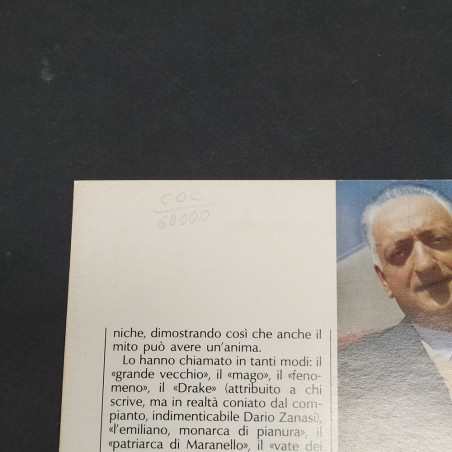 COC
60000
niche, dimostrando così che anche il
mito può avere un'anima.
Lo hanno chiamato in tanti modi: il
«grande vecchio», il «mago», il «feno-
meno», il «Drake» (attribuito a chi
scrive, ma in realtà coniato dal com-
pianto, indimenticabile Dario Zanasi),
«l'emiliano, monarca di pianura», il
«patriarca di Maranello», il «vate dei